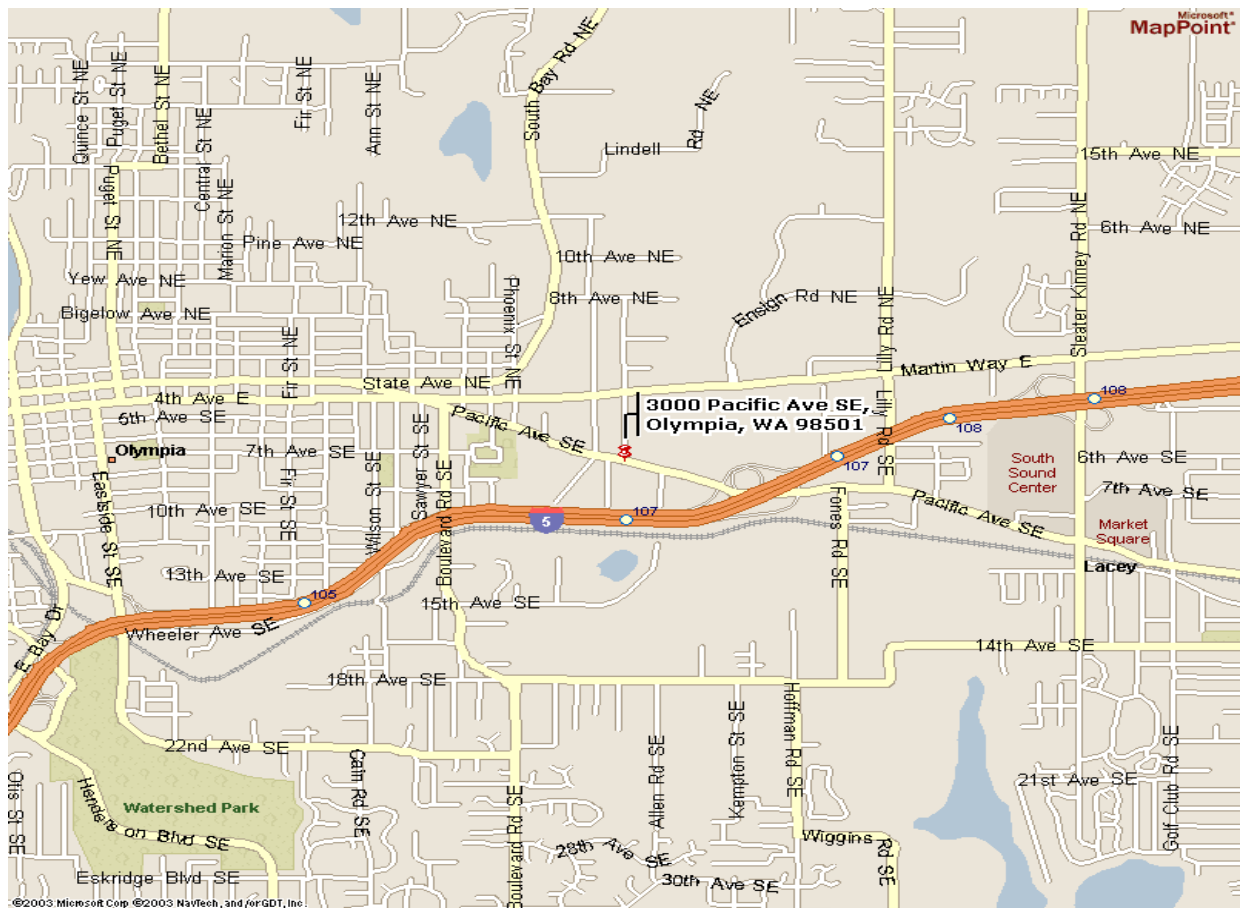 Microsoft®
MapPoint®
Quince St NE
Puget St NE
Bethel St NE
Fir St NE
Ann St NE
South Bay Rd NE
Lindell Rd NE
15th Ave NE
Central St NE
Marion St NE
Puget St NE
12th Ave NE
Pine Ave NE
10th Ave NE
6th Ave NE
Sleater Kinney Rd NE
Yew Ave NE
8th Ave NE
Phoenix St NE
Ensign Rd NE
Lilly Rd NE
Bigelow Ave NE
Fir St NE
State Ave NE
Martin Way E
4th Ave E
108
3000 Pacific Ave SE,
Olympia, WA 98501
5th Ave SE
Pacific Ave SE
Lilly Rd SE
108
Olympia
7th Ave SE
Sawyer St SE
107
South
Sound
Center
6th Ave SE
7th Ave SE
Eastside St SE
Fir St SE
Wilson St SE
Boulevard Rd SE
10th Ave SE
5
107
Fones Rd SE
Pacific Ave SE
Market
Square
Lacey
13th Ave SE
105
15th Ave SE
E Bay Dr
Wheeler Ave SE
14th Ave SE
18th Ave SE
Hoffman Rd SE
22nd Ave SE
Cain Rd SE
Boulevard Rd SE
Allen Rd SE
Kempton St SE
21st Ave SE
Golf Club Rd SE
Otis St SE
Watershed Park
Henderson Blvd SE
Wiggins Rd SE
28th Ave SE
30th Ave SE
Eskridge Blvd SE
©2003 Microsoft Corp ©2003 NavTech, and/or GDT, Inc.